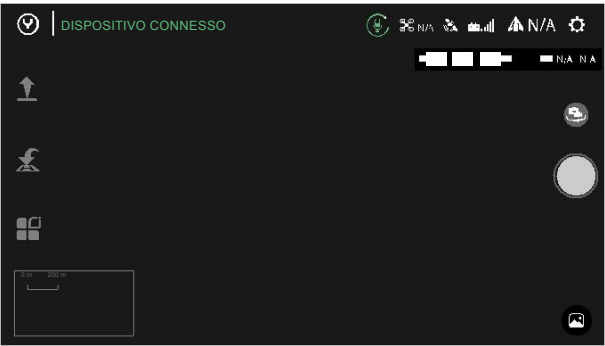 DISPOSITIVO CONNESSO
N/A
N/A
N/A N A
0 m 200 m